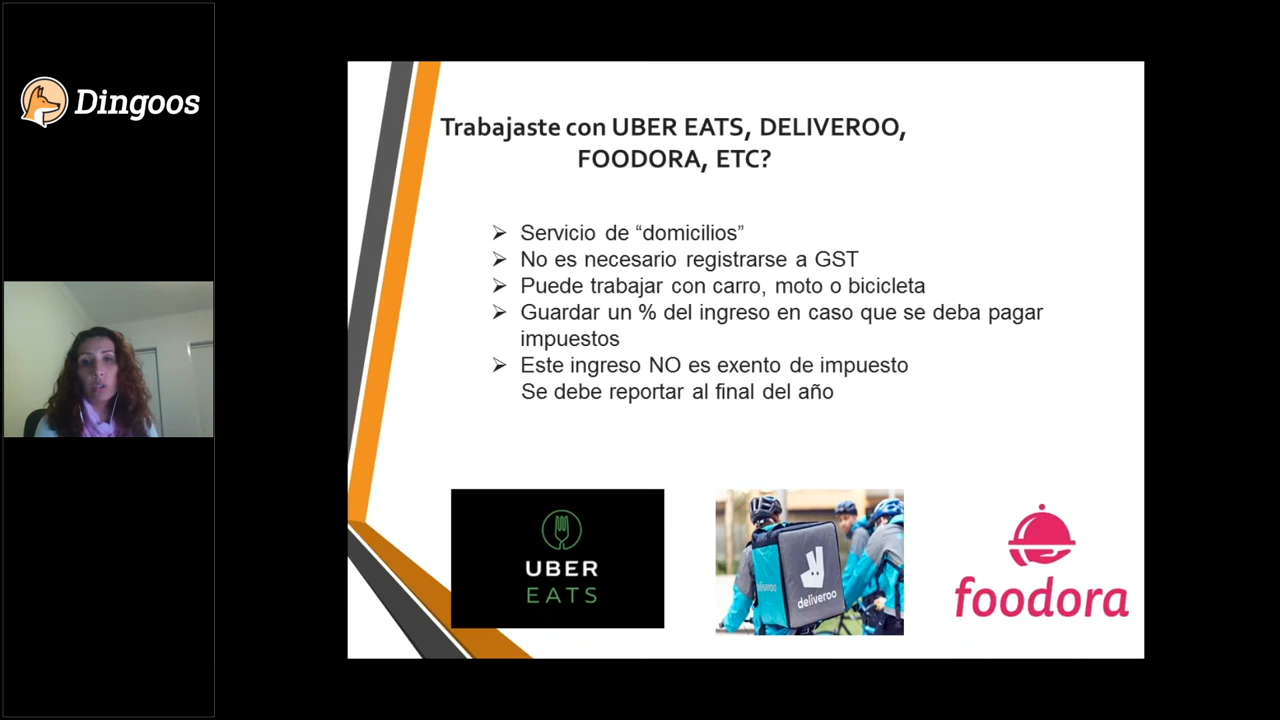 Dingoos
Trabajaste con UBER EATS, DELIVEROO,
FOODORA, ETC?
Servicio de “domicilios”
No es necesario registrarse a GST
Puede trabajar con carro, moto o bicicleta
Guardar un % del ingreso en caso que se deba pagar
impuestos
Este ingreso NO es exento de impuesto
Se debe reportar al final del año
UBER
EATS
deliveroo
deliveroo
foodora